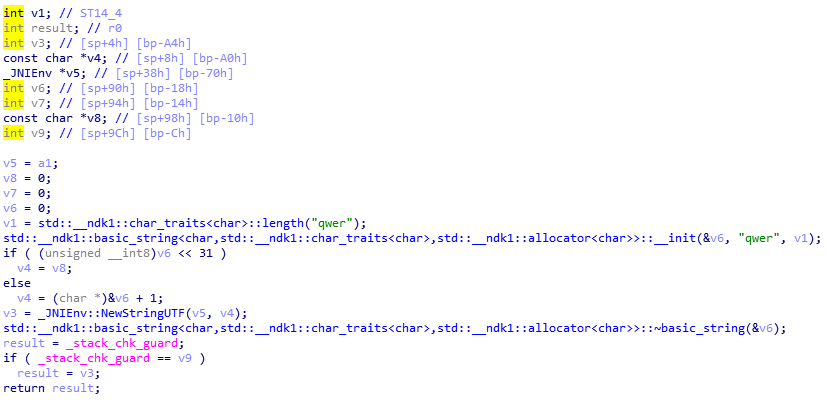 int v1; // ST14_4
int result; // r0
int v3; // [sp+4h] [bp-A4h]
const char *v4; // [sp+8h] [bp-A0h]
_JNIEnv *v5; // [sp+38h] [bp-70h]
int v6; // [sp+90h] [bp-18h]
int v7; // [sp+94h] [bp-14h]
const char *v8; // [sp+98h] [bp-10h]
int v9; // [sp+9Ch] [bp-Ch]
v5 = a1;
v8 = 0;
v7 = 0;
v6 = 0;
v1 = std::__ndk1::char_traits<char>::length("qwer");
std::__ndk1::basic_string<char,std::__ndk1::char_traits<char>,std::__ndk1::allocator<char>>::__init(&v6, "qwer", v1);
if ( (unsigned __int8)v6 << 31 )
v4 = v8;
else
v4 = (char *)&v6 + 1;
v3 = _JNIEnv::NewStringUTF(v5, v4);
std::__ndk1::basic_string<char,std::__ndk1::char_traits<char>,std::__ndk1::allocator<char>>::~basic_string(&v6);
result = _stack_chk_guard;
if ( _stack_chk_guard == v9 )
result = v3;
return result;